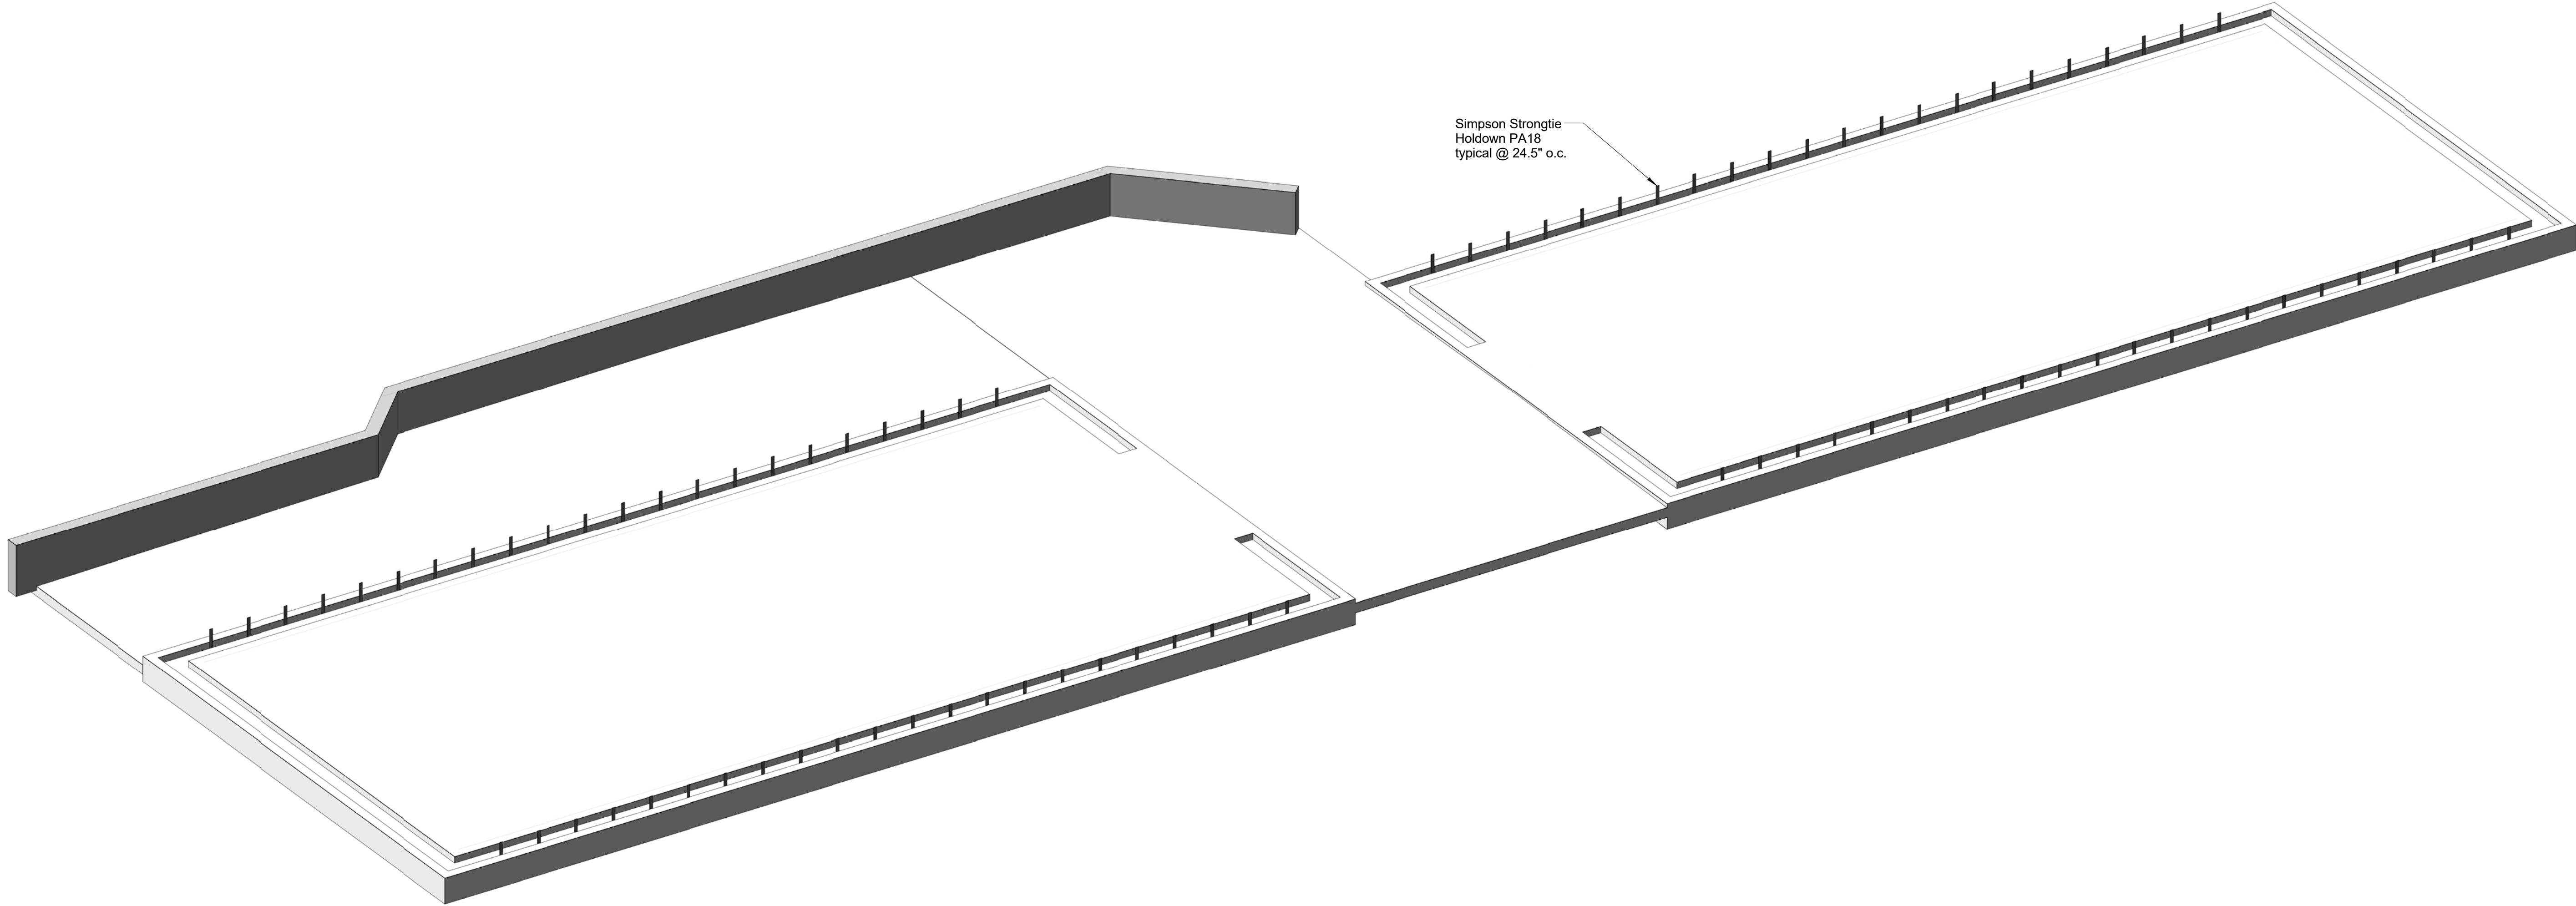 Simpson Strongtie
Holdown PA18
typical @ 24.5" o.c.